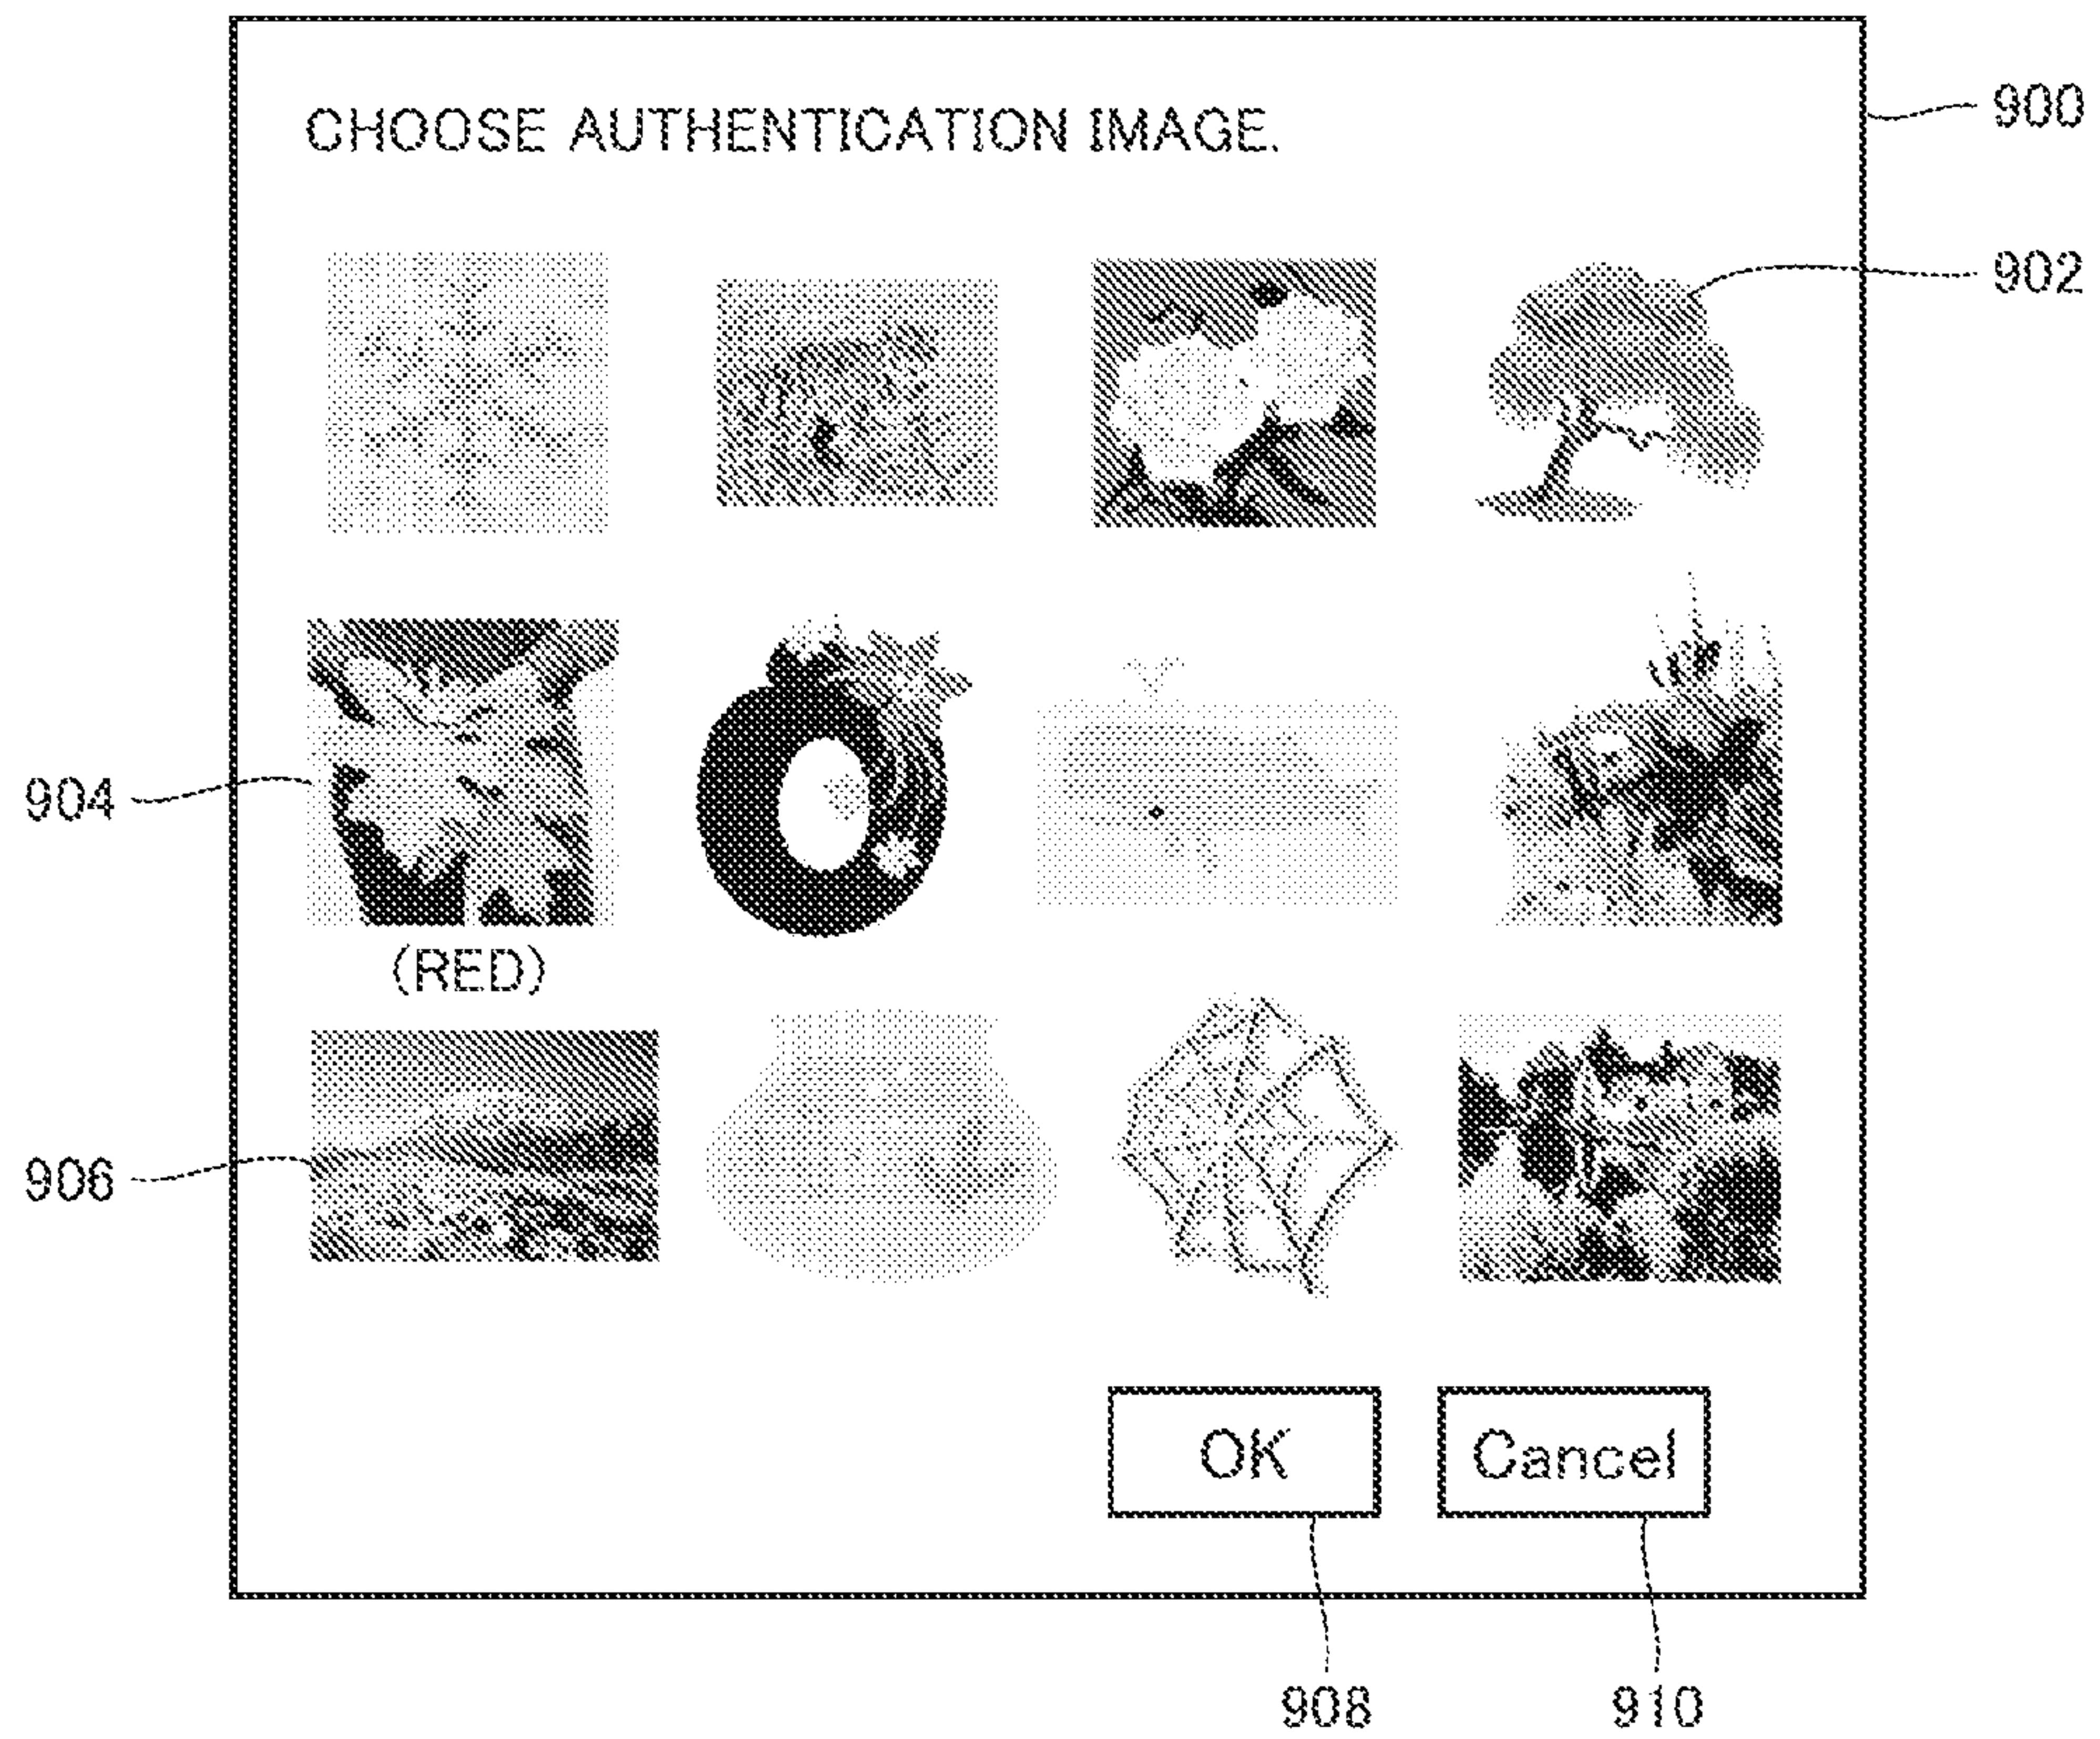 CHOOSE AUTHENTICATION IMAGE.
900
902
904
(RED)
906
OK
Cancel
908
910